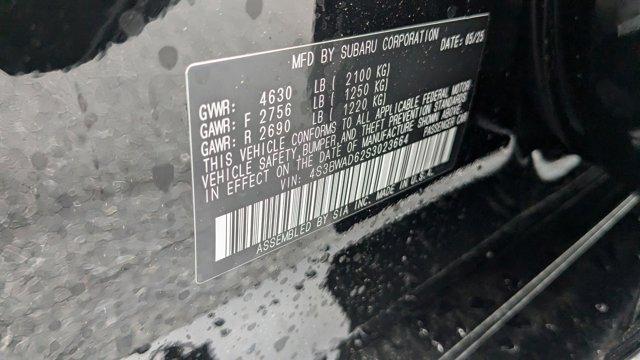 MFD BY SUBARU CORPORATION DATE: 05/25
GVWR: 4630 LB ( 2100 KG)
GAWR: F 2756 LB ( 1250 KG)
GAWR: R 2690 LB ( 1220 KG)
THIS VEHICLE CONFORMS TO ALL APPLICABLE FEDERAL MOTOR
VEHICLE SAFETY, BUMPER AND THEFT PREVENTION STANDARDS
IN EFFECT ON THE DATE OF MANUFACTURE SHOWN ABOVE.
VIN: 4S3BWAD62S3023664 PASSENGER CAR
ASSEMBLED BY SIA INC. MADE IN U.S.A.